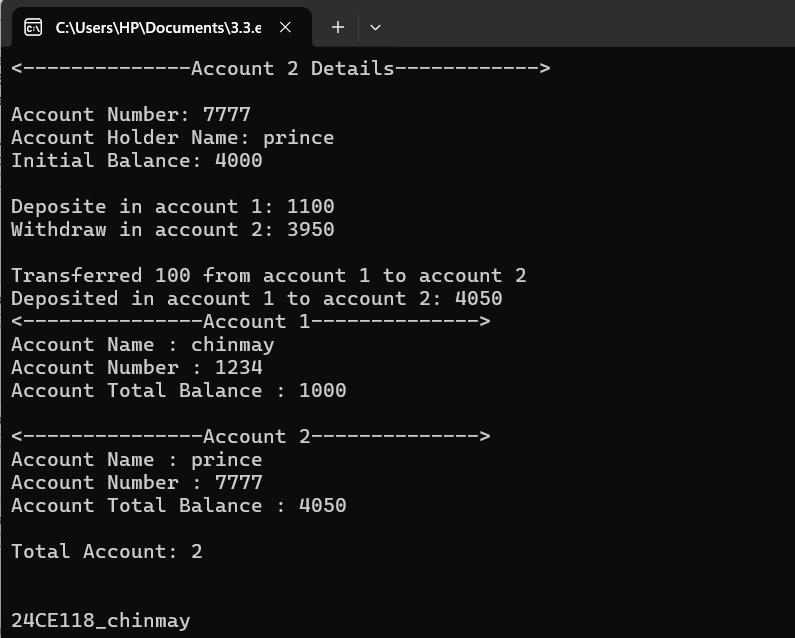 C:\Users\HP\Documents\3.3.e
<--------------Account 2 Details------------>
Account Number: 7777
Account Holder Name: prince
Initial Balance: 4000
Deposite in account 1: 1100
Withdraw in account 2: 3950
Transferred 100 from account 1 to account 2
Deposited in account 1 to account 2: 4050
<---------------Account 1-------------->
Account Name : chinmay
Account Number : 1234
Account Total Balance : 1000
<---------------Account 2-------------->
Account Name : prince
Account Number : 7777
Account Total Balance : 4050
Total Account: 2
24CE118_chinmay